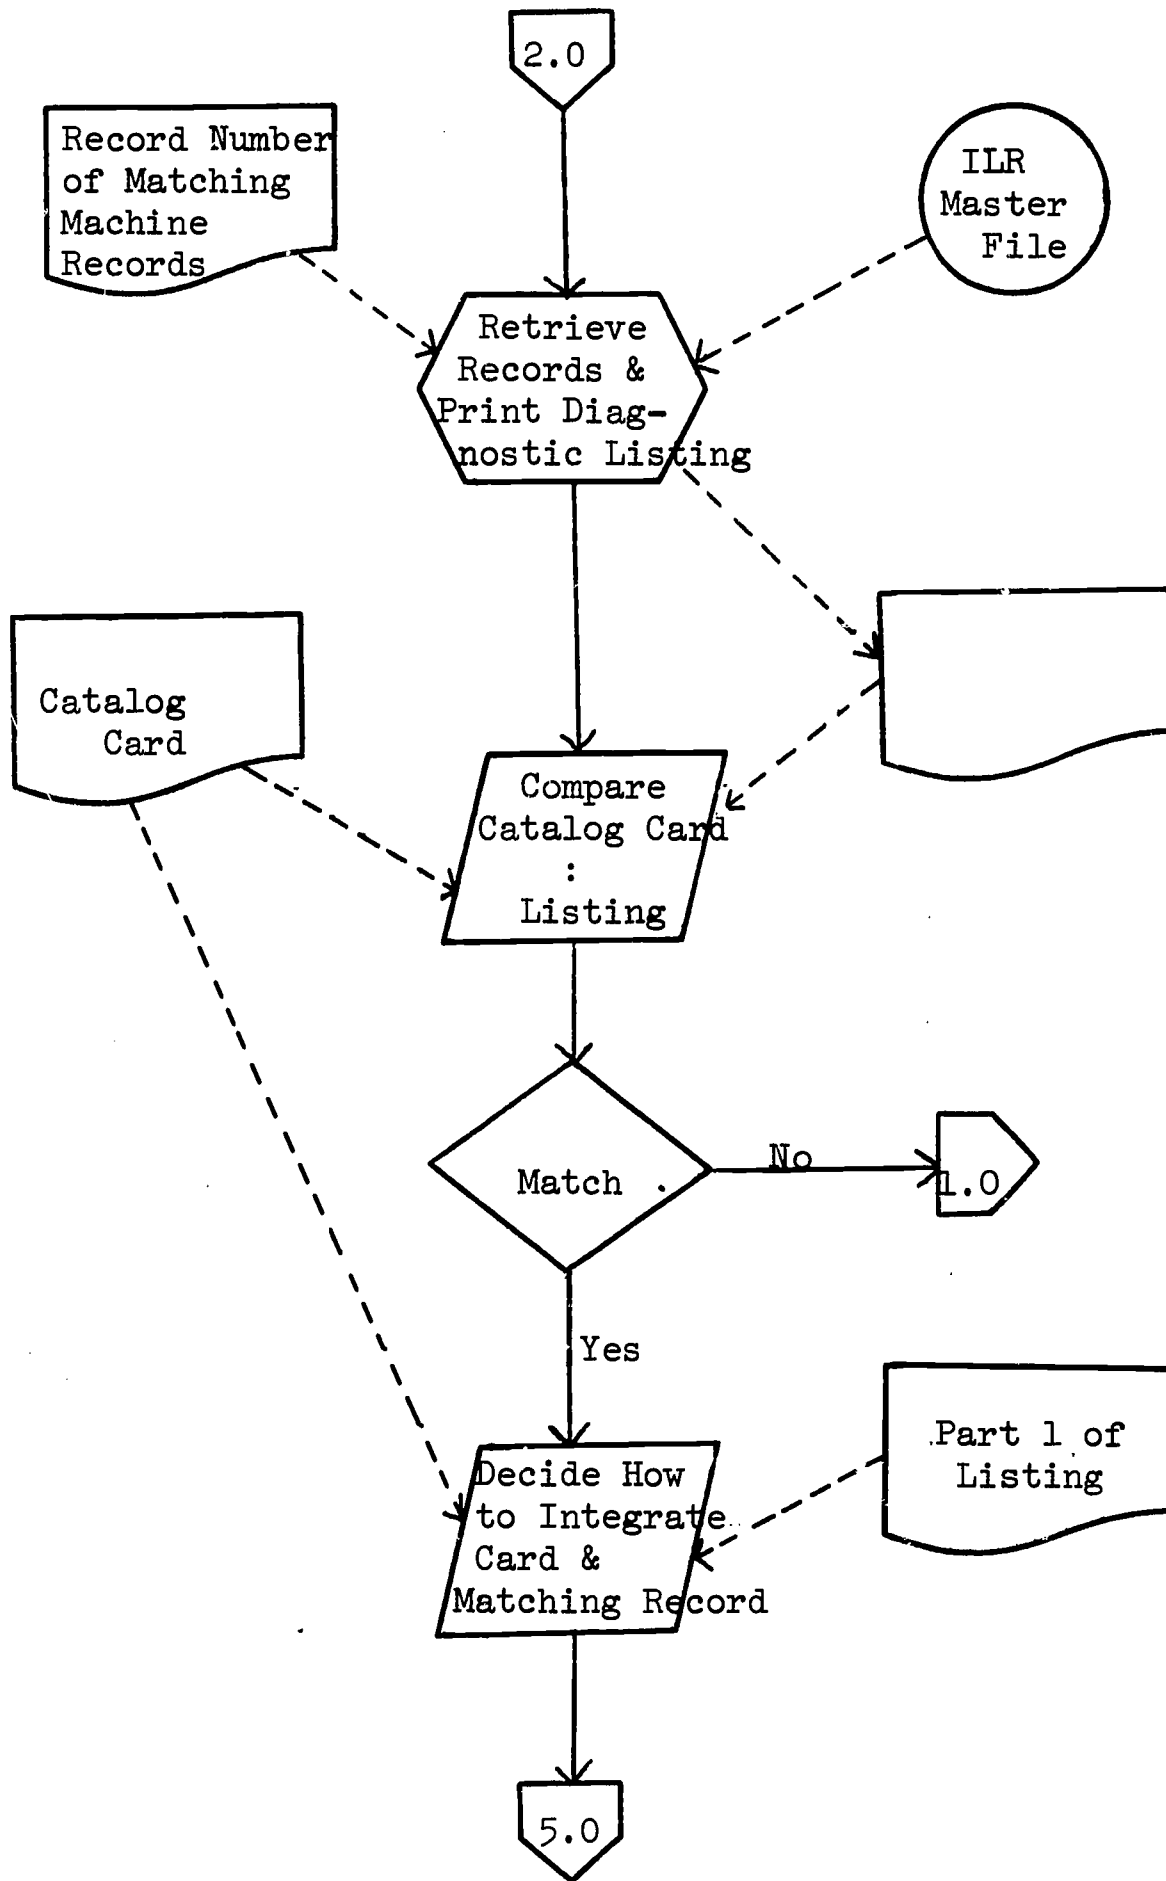 2.0
Record Number
of Matching
Machine
Records
ILR
Master
File
Retrieve
Records &
Print Diag-
nostic Listing
Catalog
Card
Compare
Catalog Card
:
Listing
Match
No
1.0
Yes
Part 1 of
Listing
Decide How
to Integrate
Card &
Matching Record
5.0